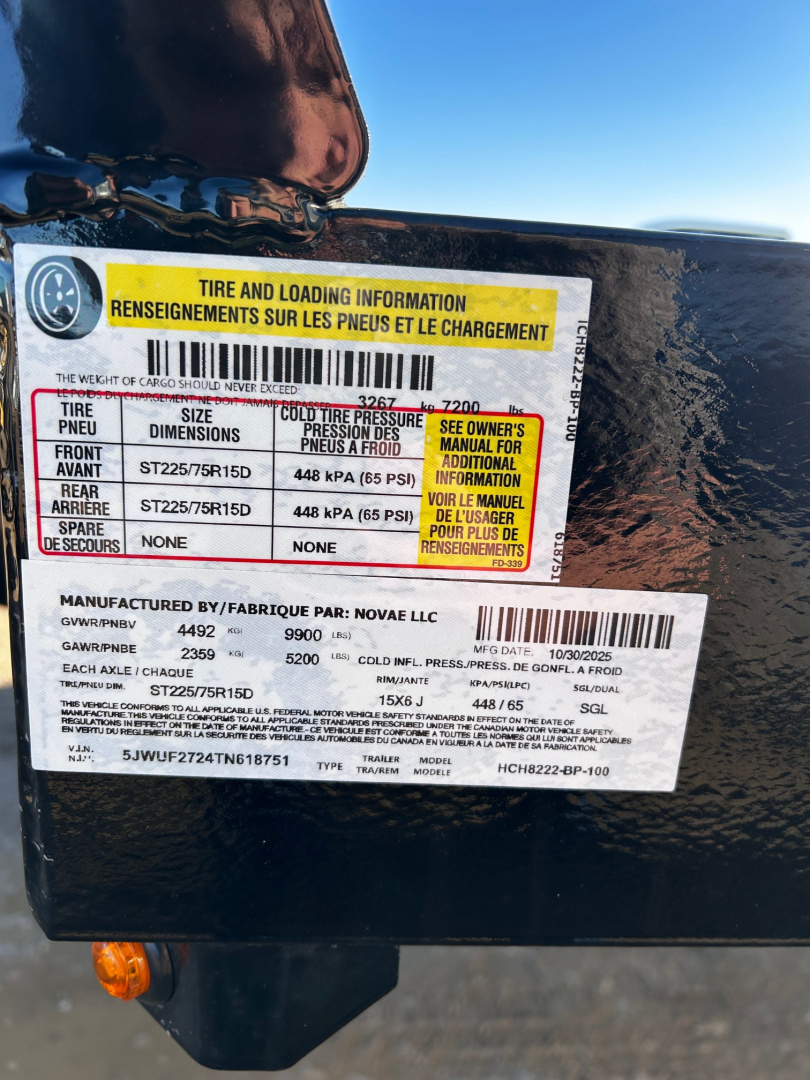 TIRE AND LOADING INFORMATION
RENSEIGNEMENTS SUR LES PNEUS ET LE CHARGEMENT
THE WEIGHT OF CARGO SHOULD NEVER EXCEED:
LE POIDS DU CHARGEMENT NE DOIT JAMAIS DEPASSER 3267 kg 7200 lbs
TIRE PNEU SIZE DIMENSIONS COLD TIRE PRESSURE PRESSION DES PNEUS A FROID
FRONT AVANT ST225/75R15D 448 kPA (65 PSI)
REAR ARRIÈRE ST225/75R15D 448 kPA (65 PSI)
SPARE DE SECOURS NONE NONE
SEE OWNER'S
MANUAL FOR
ADDITIONAL
INFORMATION
VOIR LE MANUEL
DE L'USAGER
POUR PLUS DE
RENSEIGNEMENTS
FD-339
HCH8222-BP-100
618751
MANUFACTURED BY/FABRIQUE PAR: NOVAE LLC
GVWR/PNBV 4492 KG) 9900 LBS)
MFG DATE: 10/30/2025
GAWR/PNBE 2359 KG) 5200 LBS) COLD INFL. PRESS./PRESS. DE GONFL. A FROID
EACH AXLE / CHAQUE
RIM/JANTE KPA/PSI(LPC) SGL/DUAL
TIRE/PNEU DIM. ST225/75R15D 15X6 J 448 / 65 SGL
THIS VEHICLE CONFORMS TO ALL APPLICABLE U.S. FEDERAL MOTOR VEHICLE SAFETY STANDARDS IN EFFECT ON THE DATE OF
MANUFACTURE. THIS VEHICLE CONFORMS TO ALL APPLICABLE STANDARDS PRESCRIBED UNDER THE CANADIAN MOTOR VEHICLE SAFETY
REGULATIONS IN EFFECT ON THE DATE OF MANUFACTURE.- CE VEHICULE EST CONFORME A TOUTES LES NORMES QUI LUI SONT APPLICABLES
EN VERTU DU REGLEMENT SUR LA SECURITE DES VEHICULES AUTOMOBILES DU CANADA EN VIGUEUR A LA DATE DE SA FABRICATION.
V.I.N.
N.I.V. 5JWUF2724TN618751 TYPE TRAILER TRA/REM MODEL MODELE HCH8222-BP-100